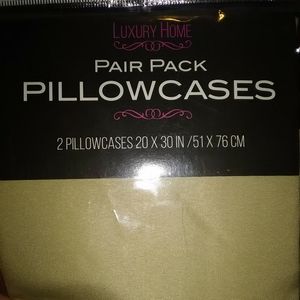 LUXURY HOME
PAIR PACK
PILLOWCASES
2 PILLOWCASES 20 X 30 IN /51 X 76 CM